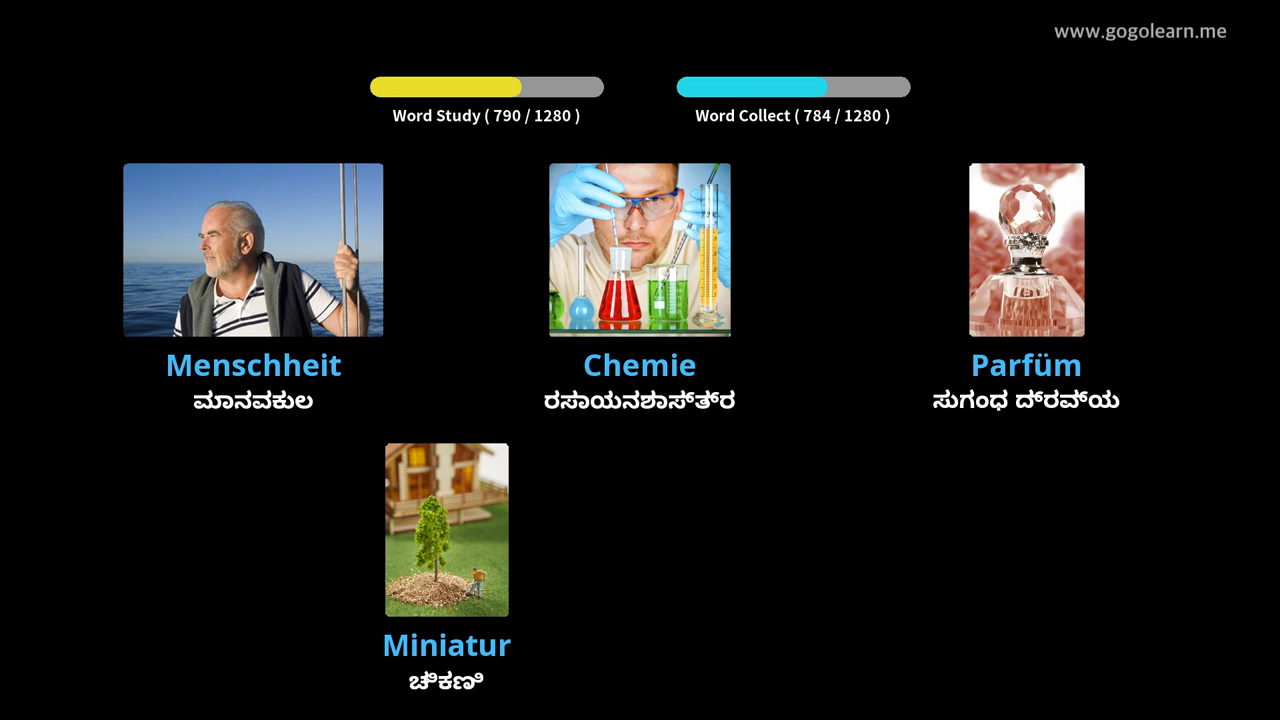 www.gogolearn.me
Word Study ( 790 / 1280 )
Word Collect ( 784 / 1280 )
Menschheit
ಮಾನವಕುಲ
Chemie
ರಸಾಯನಶಾಸ್ತ್ರ
Parfüm
ಸುಗಂಧ ದ್ರವ್ಯ
Miniatur
ಚಿಕಣಿ